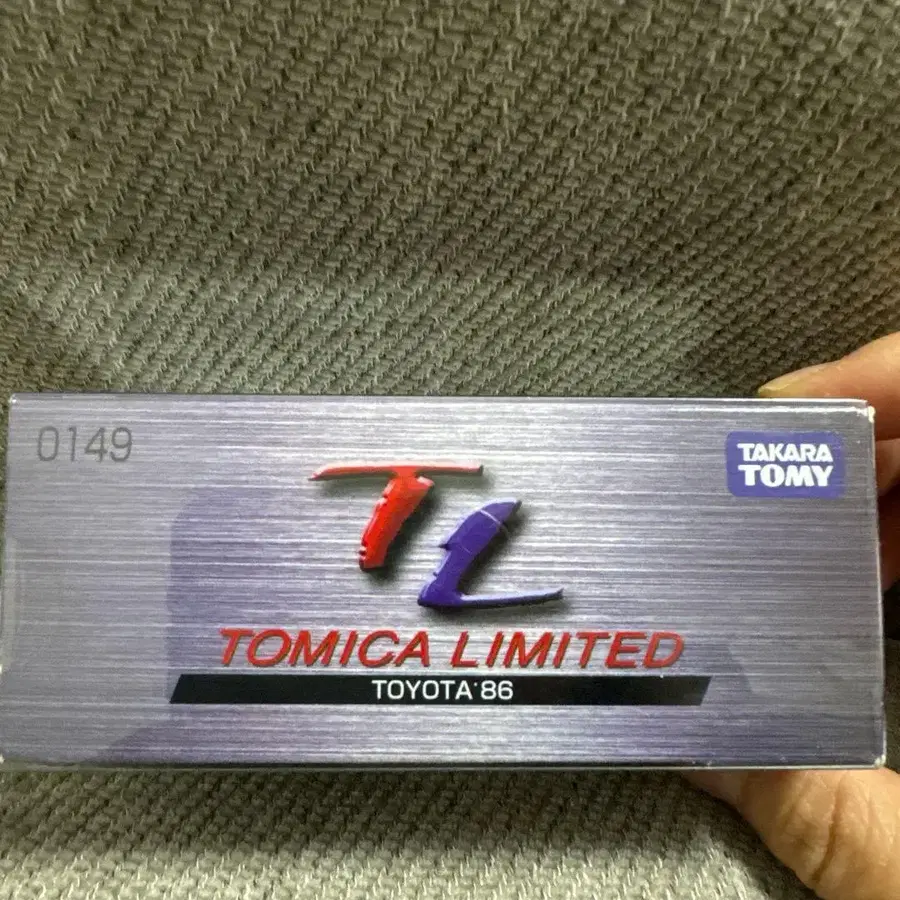 0149
TAKARA
TOMY
TL
TOMICA LIMITED
TOYOTA 86